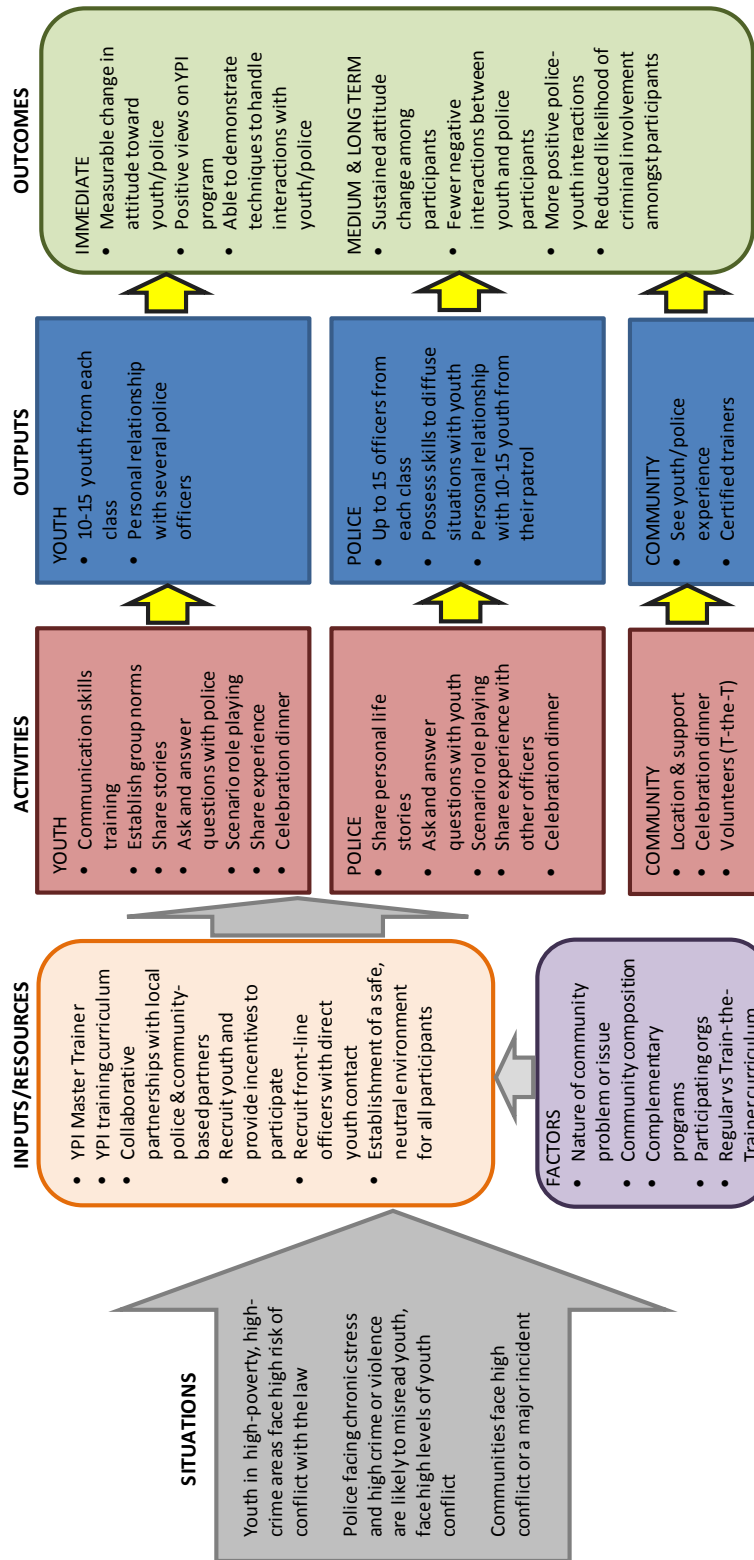 SITUATIONS
Youth in high-poverty, high-
crime areas face high risk of
conflict with the law
Police facing chronic stress
and high crime or violence
are likely to misread youth,
face high levels of youth
conflict
Communities face high
conflict or a major incident
INPUTS/RESOURCES
• YPI Master Trainer
• YPI training curriculum
• Collaborative
partnerships with local
police & community-
based partners
• Recruit youth and
provide incentives to
participate
• Recruit front-line
officers with direct
youth contact
• Establishment of a safe,
neutral environment
for all participants
FACTORS
• Nature of community
problem or issue
• Community composition
• Complementary
programs
• Participating orgs
• Regular vs Train-the-
Trainer curriculum
ACTIVITIES
YOUTH
• Communication skills
training
• Establish group norms
• Share stories
• Ask and answer
questions with police
• Scenario role playing
• Share experience
• Celebration dinner
POLICE
• Share personal life
stories
• Ask and answer
questions with youth
• Scenario role playing
• Share experience with
other officers
• Celebration dinner
COMMUNITY
• Location & support
• Celebration dinner
• Volunteers (T-the-T)
OUTPUTS
YOUTH
• 10-15 youth from each
class
• Personal relationship
with several police
officers
POLICE
• Up to 15 officers from
each class
• Possess skills to diffuse
situations with youth
• Personal relationship
with 10-15 youth from
their patrol
COMMUNITY
• See youth/police
experience
• Certified trainers
OUTCOMES
IMMEDIATE
• Measurable change in
attitude toward
youth/police
• Positive views on YPI
program
• Able to demonstrate
techniques to handle
interactions with
youth/police
MEDIUM & LONG TERM
• Sustained attitude
change among
participants
• Fewer negative
interactions between
youth and police
participants
• More positive police-
youth interactions
• Reduced likelihood of
criminal involvement
amongst participants